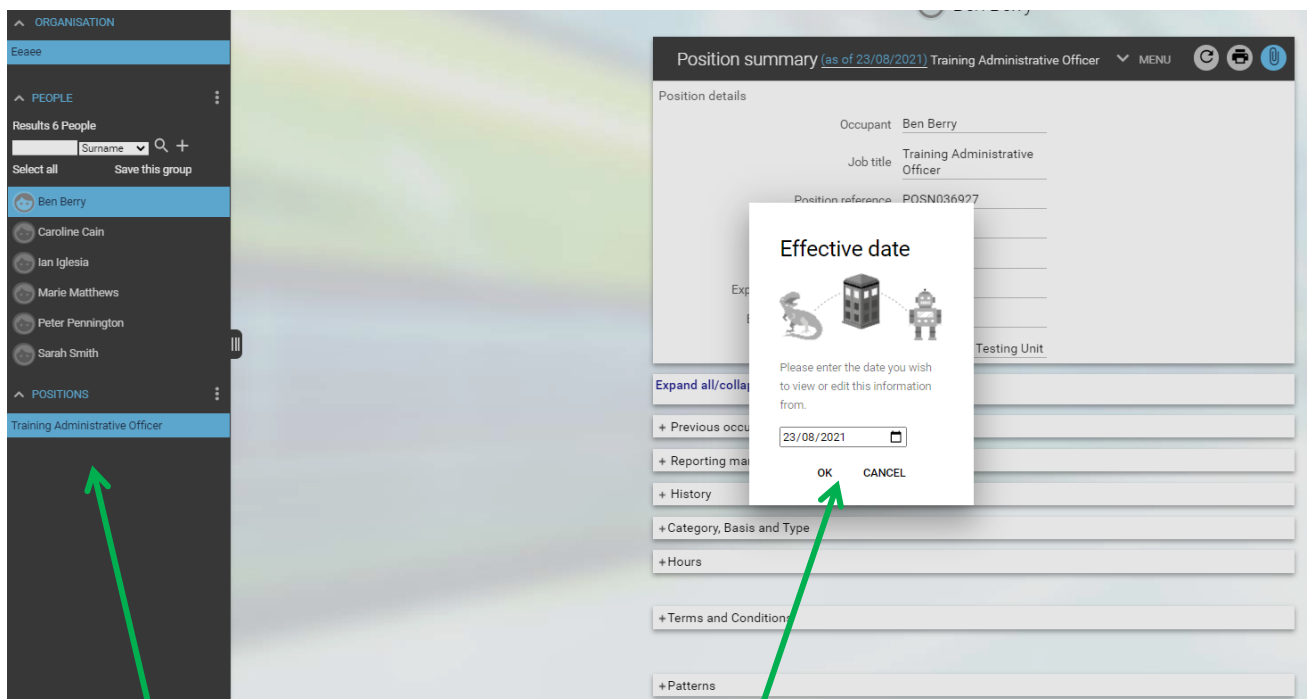 ORGANISATION
Eeaee
PEOPLE
Results 6 People
Surname
Select all Save this group
Ben Berry
Caroline Cain
Ian Iglesia
Marie Matthews
Peter Pennington
Sarah Smith
POSITIONS
Training Administrative Officer
Position summary (as of 23/08/2021) Training Administrative Officer MENU
Position details
Occupant Ben Berry
Job title Training Administrative
Officer
Position reference POSN036927
Testing Unit
Effective date
Please enter the date you wish
to view or edit this information
from.
23/08/2021
OK CANCEL
Expand all/colla
+ Previous occu
+ Reporting ma
+ History
+Category, Basis and Type
+Hours
+Terms and Conditions
+Patterns